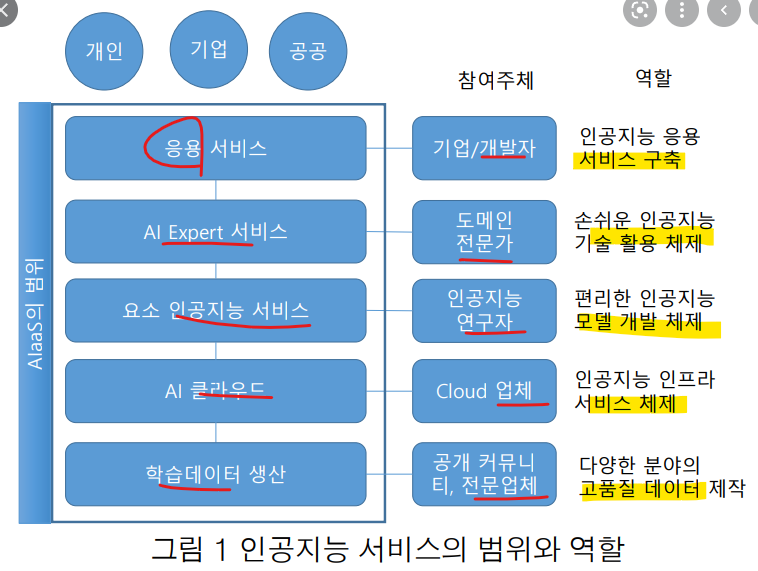 개인
기업
공공
참여주체
역할
AIaaS의 범위
응용 서비스
기업/개발자
인공지능 응용
서비스 구축
AI Expert 서비스
도메인
전문가
손쉬운 인공지능
기술 활용 체제
요소 인공지능 서비스
인공지능
연구자
편리한 인공지능
모델 개발 체제
AI 클라우드
Cloud 업체
인공지능 인프라
서비스 체제
학습데이터 생산
공개 커뮤니
티, 전문업체
다양한 분야의
고품질 데이터 제작
그림 1 인공지능 서비스의 범위와 역할